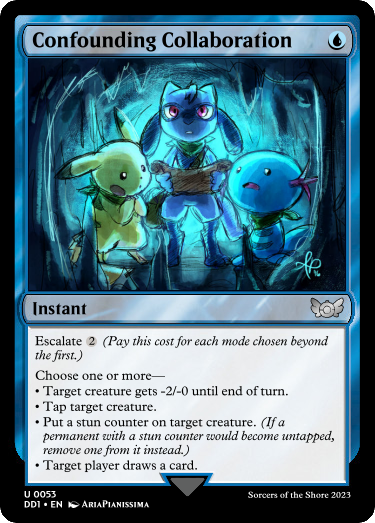 Confounding Collaboration
Instant
Escalate 2 (Pay this cost for each mode chosen beyond
the first.)
Choose one or more—
• Target creature gets -2/-0 until end of turn.
• Tap target creature.
• Put a stun counter on target creature. (If a
permanent with a stun counter would become untapped,
remove one from it instead.)
• Target player draws a card.
U 0053
DD1 • EN AriaPianissima
Sorcers of the Shore 2023